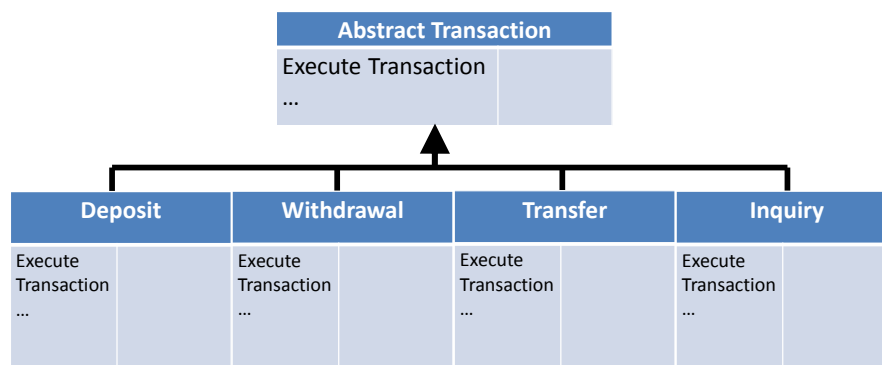 Abstract Transaction
Execute Transaction
...
Deposit
Withdrawal
Transfer
Inquiry
Execute
Transaction
...
Execute
Transaction
...
Execute
Transaction
...
Execute
Transaction
...